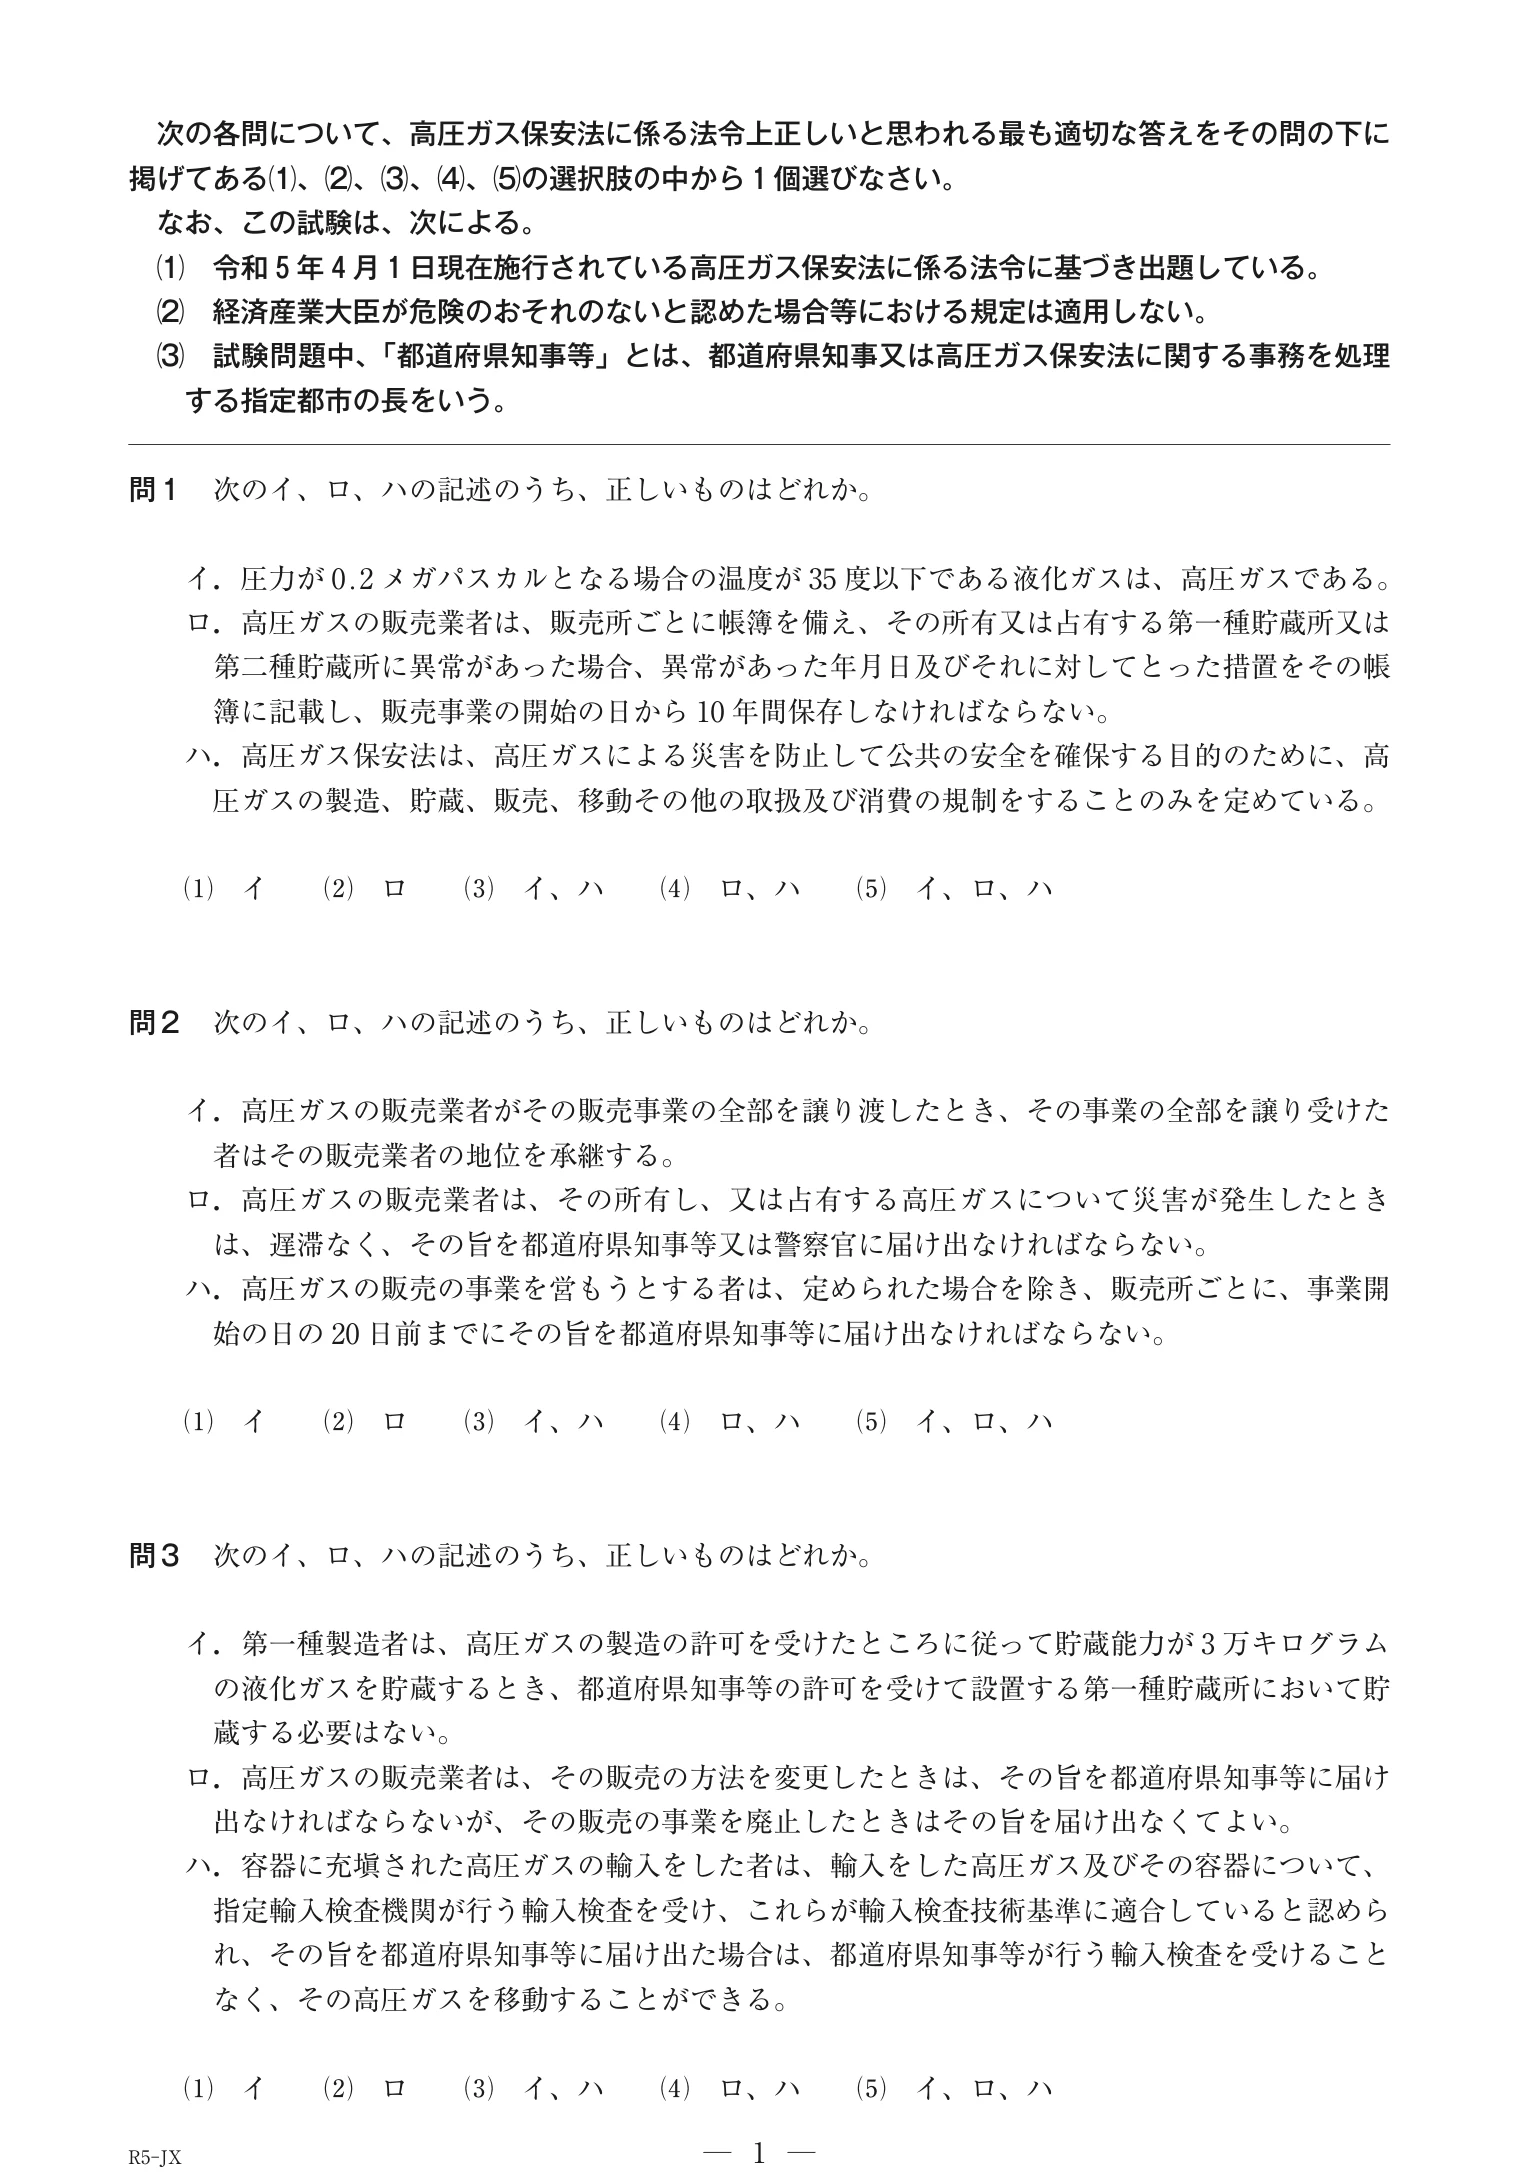 次の各問について、高圧ガス保安法に係る法令上正しいと思われる最も適切な答えをその問の下に
掲げてある⑴、⑵、⑶、⑷、⑸の選択肢の中から1個選びなさい。
なお、この試験は、次による。
⑴　令和5年4月1日現在施行されている高圧ガス保安法に係る法令に基づき出題している。
⑵　経済産業大臣が危険のおそれのないと認めた場合等における規定は適用しない。
⑶　試験問題中、「都道府県知事等」とは、都道府県知事又は高圧ガス保安法に関する事務を処理
する指定都市の長をいう。
問1　次のイ、ロ、ハの記述のうち、正しいものはどれか。
イ．圧力が0.2メガパスカルとなる場合の温度が35度以下である液化ガスは、高圧ガスである。
ロ．高圧ガスの販売業者は、販売所ごとに帳簿を備え、その所有又は占有する第一種貯蔵所又は
第二種貯蔵所に異常があった場合、異常があった年月日及びそれに対してとった措置をその帳
簿に記載し、販売事業の開始の日から10年間保存しなければならない。
ハ．高圧ガス保安法は、高圧ガスによる災害を防止して公共の安全を確保する目的のために、高
圧ガスの製造、貯蔵、販売、移動その他の取扱及び消費の規制をすることのみを定めている。
⑴　イ　　⑵　ロ　　⑶　イ、ハ　　⑷　ロ、ハ　　⑸　イ、ロ、ハ
問2　次のイ、ロ、ハの記述のうち、正しいものはどれか。
イ．高圧ガスの販売業者がその販売事業の全部を譲り渡したとき、その事業の全部を譲り受けた
者はその販売業者の地位を承継する。
ロ．高圧ガスの販売業者は、その所有し、又は占有する高圧ガスについて災害が発生したとき
は、遅滞なく、その旨を都道府県知事等又は警察官に届け出なければならない。
ハ．高圧ガスの販売の事業を営もうとする者は、定められた場合を除き、販売所ごとに、事業開
始の日の20日前までにその旨を都道府県知事等に届け出なければならない。
⑴　イ　　⑵　ロ　　⑶　イ、ハ　　⑷　ロ、ハ　　⑸　イ、ロ、ハ
問3　次のイ、ロ、ハの記述のうち、正しいものはどれか。
イ．第一種製造者は、高圧ガスの製造の許可を受けたところに従って貯蔵能力が3万キログラム
の液化ガスを貯蔵するとき、都道府県知事等の許可を受けて設置する第一種貯蔵所において貯
蔵する必要はない。
ロ．高圧ガスの販売業者は、その販売の方法を変更したときは、その旨を都道府県知事等に届け
出なければならないが、その販売の事業を廃止したときはその旨を届け出なくてよい。
ハ．容器に充塡された高圧ガスの輸入をした者は、輸入をした高圧ガス及びその容器について、
指定輸入検査機関が行う輸入検査を受け、これらが輸入検査技術基準に適合していると認めら
れ、その旨を都道府県知事等に届け出た場合は、都道府県知事等が行う輸入検査を受けること
なく、その高圧ガスを移動することができる。
⑴　イ　　⑵　ロ　　⑶　イ、ハ　　⑷　ロ、ハ　　⑸　イ、ロ、ハ
R5-JX　― 1 ―